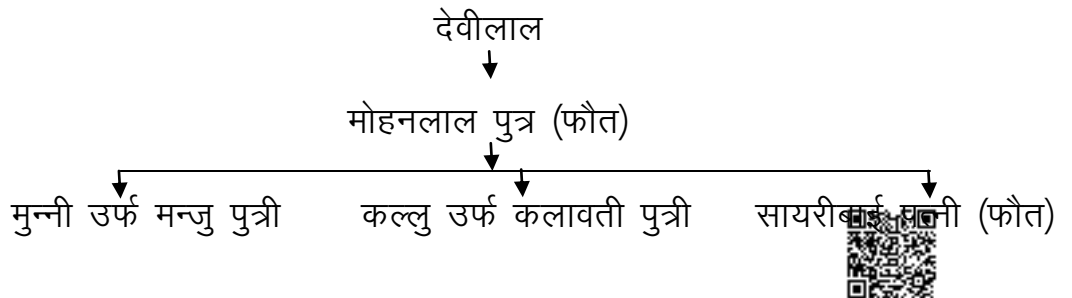 देवीलाल
मोहनलाल पुत्र (फौत)
मुन्नी उर्फ मन्जु पुत्री कल्लु उर्फ कलावती पुत्री सायरीबाई पत्नी (फौत)